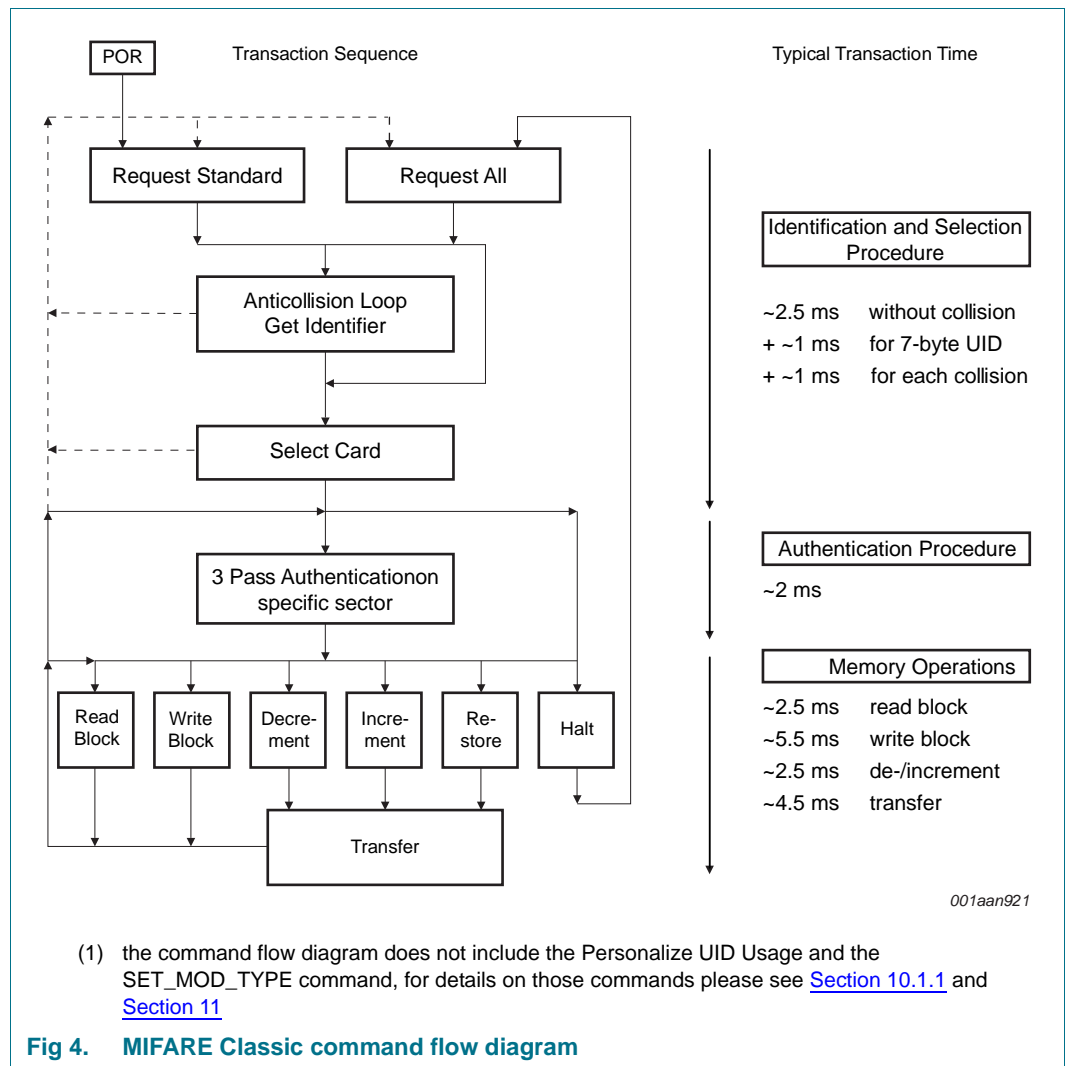 POR
Transaction Sequence
Typical Transaction Time
Request Standard
Request All
Identification and Selection
Procedure
Anticollision Loop
Get Identifier
~2.5 ms without collision
+ ~1 ms for 7-byte UID
+ ~1 ms for each collision
Select Card
Authentication Procedure
3 Pass Authenticationon
specific sector
~2 ms
Memory Operations
Read
Block
Write
Block
Decre-
ment
Incre-
ment
Re-
store
Halt
~2.5 ms read block
~5.5 ms write block
~2.5 ms de-/increment
~4.5 ms transfer
Transfer
001aan921
(1) the command flow diagram does not include the Personalize UID Usage and the
SET_MOD_TYPE command, for details on those commands please see Section 10.1.1 and
Section 11
Fig 4. MIFARE Classic command flow diagram